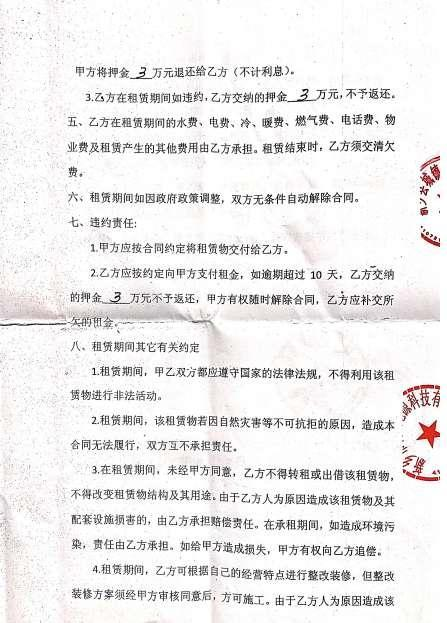 甲方将押金 3 万元退还给乙方（不计利息）。
3.乙方在租赁期间如违约，乙方交纳的押金 3 万元，不予返还。
五、乙方在租赁期间的水费、电费、冷、暖费、燃气费、电话费、物
业费及租赁产生的其他费用由乙方承担。租赁结束时，乙方须交清欠
费。
六、租赁期间如因政府政策调整，双方无条件自动解除合同。
七、违约责任:
1.甲方应按合同约定将租赁物交付给乙方。
2.乙方应按约定向甲方支付租金，如逾期超过 10 天，乙方交纳
的押金 3 万元不予返还，甲方有权随时解除合同，乙方应补交所
欠的租金。
八、租赁期间其它有关约定
1.租赁期间，甲乙双方都应遵守国家的法律法规，不得利用该租
赁物进行非法活动。
2.租赁期间，该租赁物若因自然灾害等不可抗拒的原因，造成本
合同无法履行，双方互不承担责任。
3.在租赁期间，未经甲方同意，乙方不得转租或出借该租赁物，
不得改变租赁物结构及其用途。由于乙方人为原因造成该租赁物及其
配套设施损害的，由乙方承担赔偿责任。在承租期间，如造成环境污
染，责任由乙方承担。如给甲方造成损失，甲方有权向乙方追偿。
4.租赁期间，乙方可根据自己的经营特点进行整改装修，但整改
装修方案须经甲方审核同意后，方可施工。由于乙方人为原因造成该
科技有